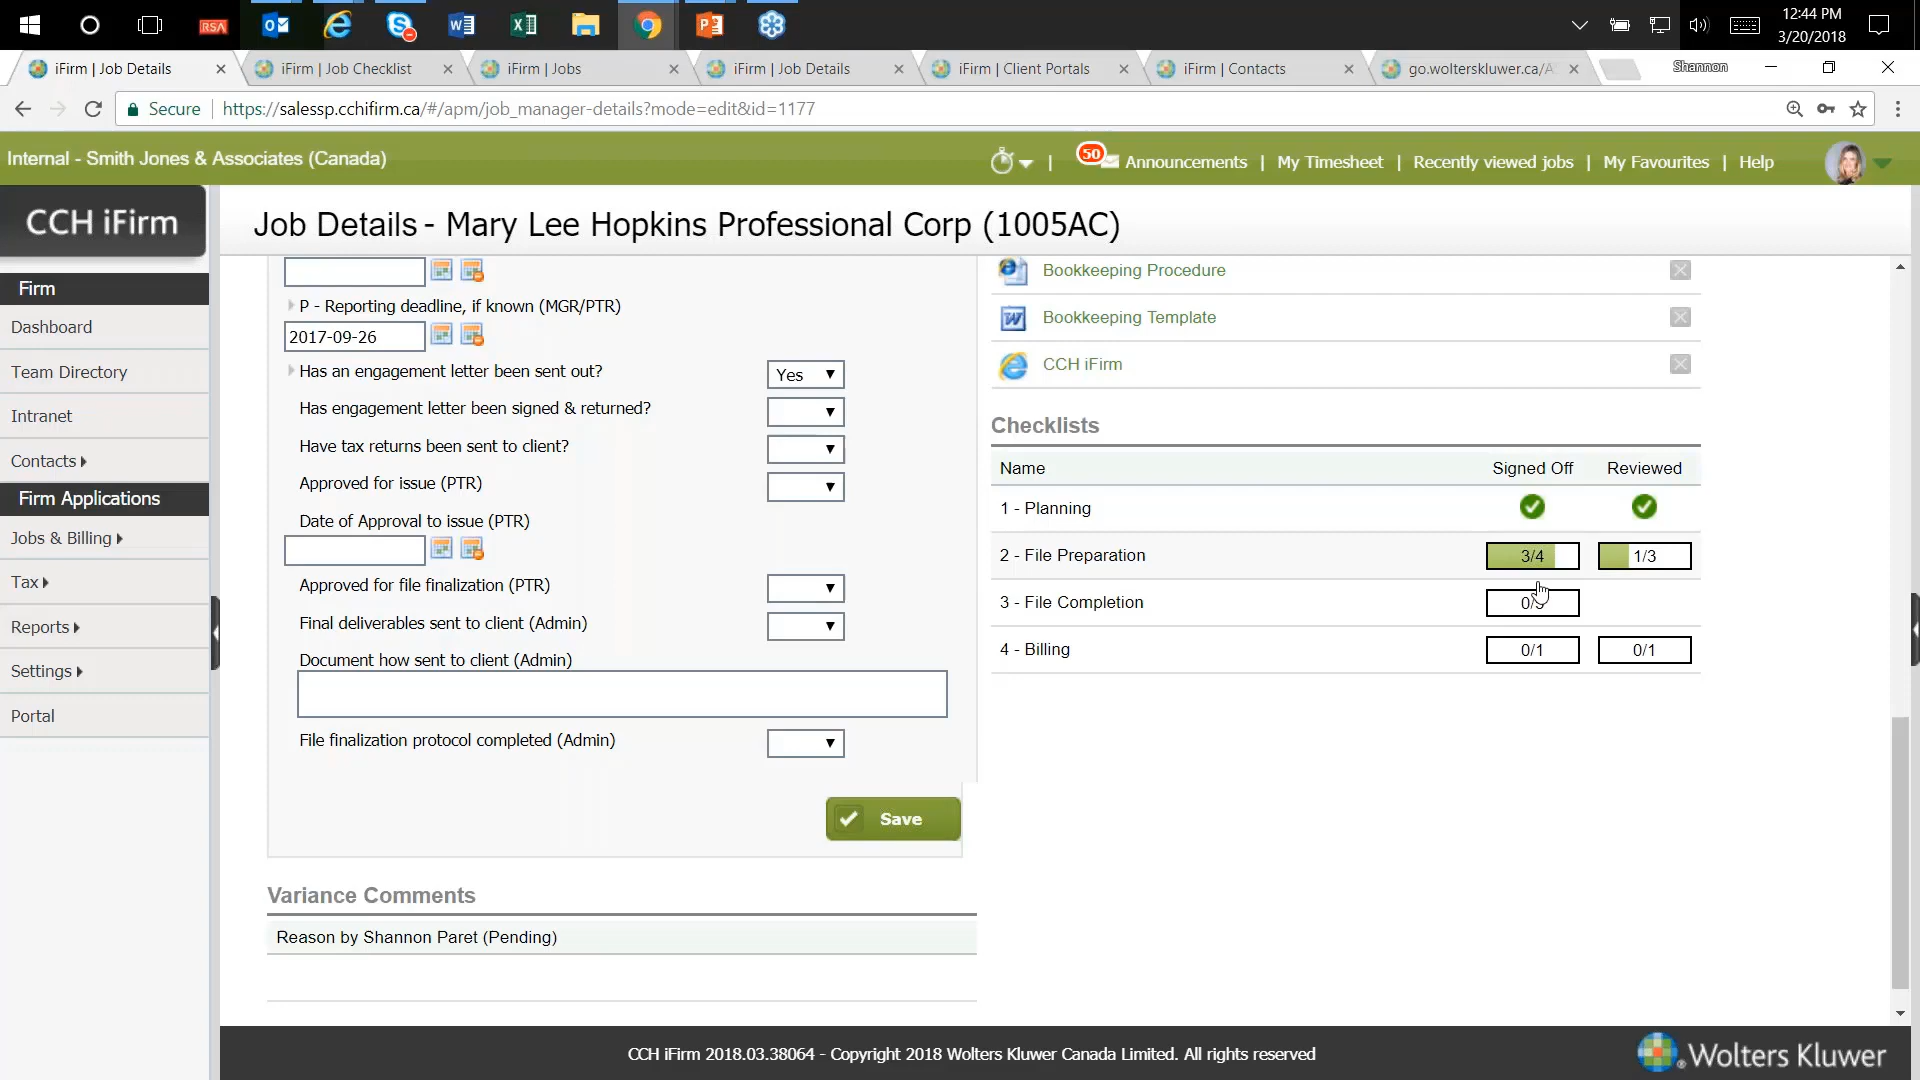 RSA
12:44 PM
3/20/2018
iFirm | Job Details
iFirm | Job Checklist
iFirm | Jobs
iFirm | Job Details
iFirm | Client Portals
iFirm | Contacts
go.wolterskluwer.ca/
Shannon
Secure
https://salessp.cchifirm.ca/#/apm/job_manager-details?mode=edit&id=1177
Internal - Smith Jones & Associates (Canada)
50
Announcements | My Timesheet | Recently viewed jobs | My Favourites | Help
CCH iFirm
Job Details - Mary Lee Hopkins Professional Corp (1005AC)
Firm
Dashboard
Team Directory
Intranet
Contacts
Firm Applications
Jobs & Billing
Tax
Reports
Settings
Portal
P - Reporting deadline, if known (MGR/PTR)
2017-09-26
Has an engagement letter been sent out?
Yes
Has engagement letter been signed & returned?
Have tax returns been sent to client?
Approved for issue (PTR)
Date of Approval to issue (PTR)
Approved for file finalization (PTR)
Final deliverables sent to client (Admin)
Document how sent to client (Admin)
File finalization protocol completed (Admin)
Save
Variance Comments
Reason by Shannon Paret (Pending)
Bookkeeping Procedure
Bookkeeping Template
CCH iFirm
Checklists
Name Signed Off Reviewed
1 - Planning
2 - File Preparation 3/4 1/3
3 - File Completion
4 - Billing 0/1 0/1
CCH iFirm 2018.03.38064 - Copyright 2018 Wolters Kluwer Canada Limited. All rights reserved
Wolters Kluwer